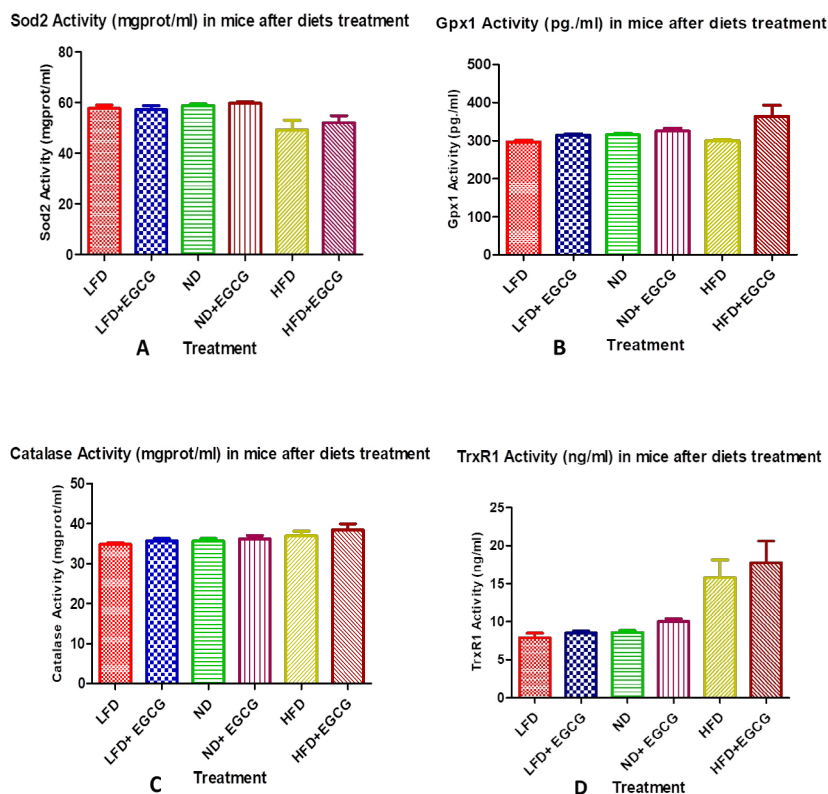 Sod2 Activity (mgprot/ml) in mice after diets treatment
Sod2 Activity (mgprot/ml)
80
60
40
20
0
LFD
LFD+EGCG
ND
ND+EGCG
HFD
HFD+EGCG
A
Treatment
Gpx1 Activity (pg./ml) in mice after diets treatment
Gpx1 Activity (pg./ml)
500
400
300
200
100
0
LFD
LFD+ EGCG
ND
ND+ EGCG
HFD
HFD+EGCG
B
Treatment
Catalase Activity (mgprot/ml) in mice after diets treatment
Catalase Activity (mgprot/ml)
50
40
30
20
10
0
LFD
LFD+ EGCG
ND
ND+ EGCG
HFD
HFD+EGCG
C
Treatment
TrxR1 Activity (ng/ml) in mice after diets treatment
TrxR1 Activity (ng/ml)
25
20
15
10
5
0
LFD
LFD+ EGCG
ND
ND+ EGCG
HFD
HFD+EGCG
D
Treatment